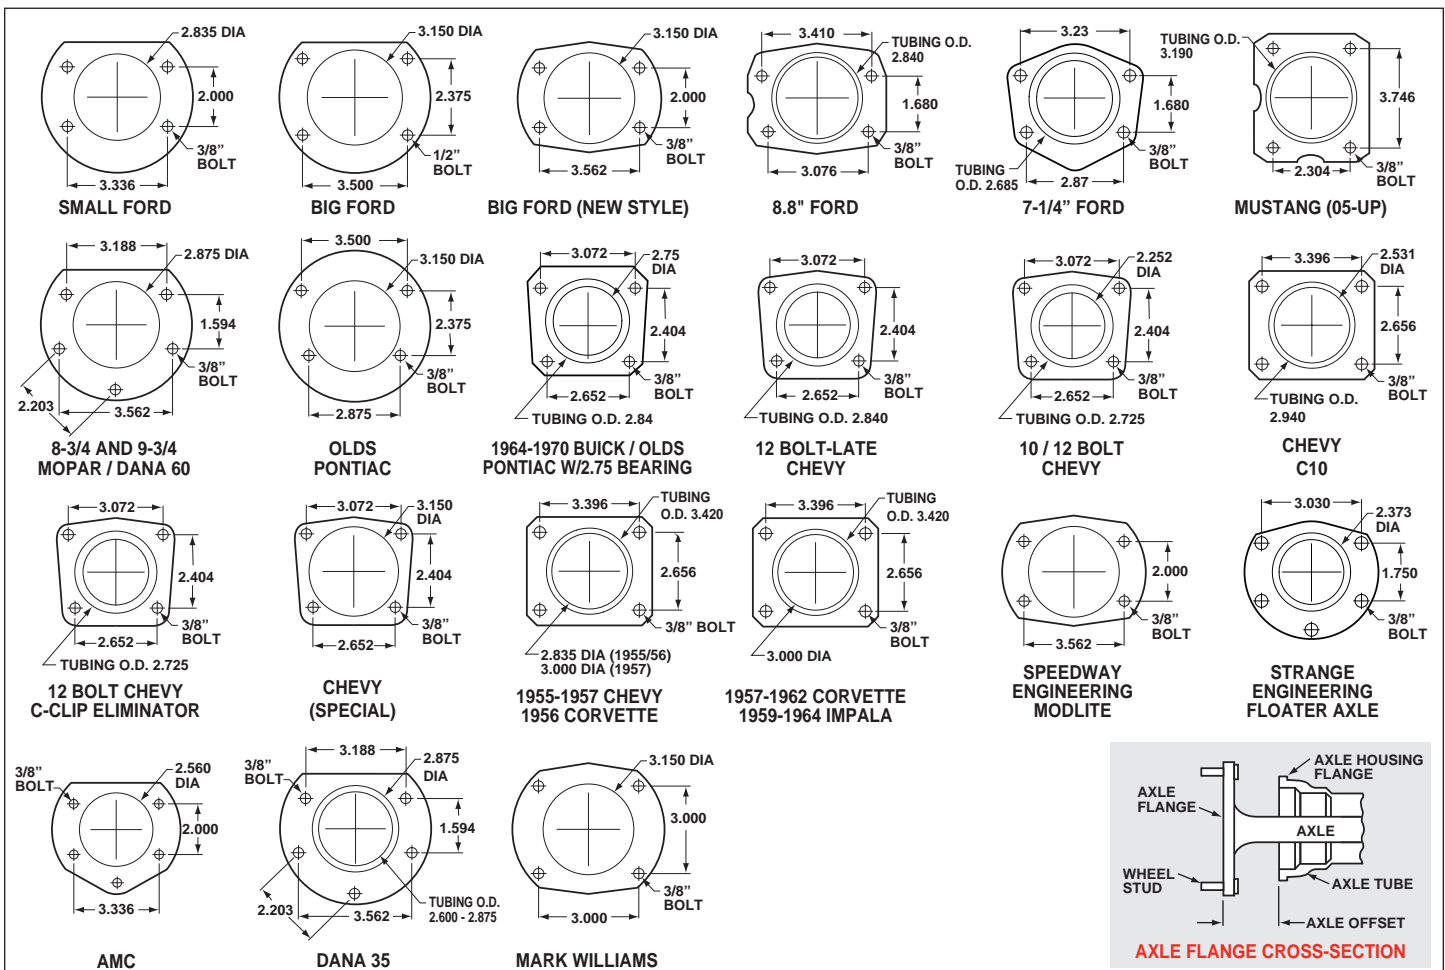 2.835 DIA
2.000
3/8”
BOLT
3.336
SMALL FORD
3.150 DIA
2.375
1/2”
BOLT
3.500
BIG FORD
3.150 DIA
2.000
3/8”
BOLT
3.562
BIG FORD (NEW STYLE)
3.410
TUBING O.D.
2.840
1.680
3/8”
BOLT
3.076
8.8" FORD
3.23
1.680
3/8”
BOLT
TUBING
O.D. 2.685
2.87
7-1/4” FORD
TUBING O.D.
3.190
3.746
3/8”
BOLT
2.304
MUSTANG (05-UP)
3.188
2.875 DIA
1.594
3/8”
BOLT
2.203
3.562
8-3/4 AND 9-3/4
MOPAR / DANA 60
3.500
3.150 DIA
2.375
3/8”
BOLT
2.875
OLDS
PONTIAC
3.072
2.75
DIA
2.404
3/8”
BOLT
2.652
TUBING O.D. 2.84
1964-1970 BUICK / OLDS
PONTIAC W/2.75 BEARING
3.072
2.404
3/8”
BOLT
2.652
TUBING O.D. 2.840
12 BOLT-LATE
CHEVY
3.072
2.252
DIA
2.404
3/8”
BOLT
2.652
TUBING O.D. 2.725
10 / 12 BOLT
CHEVY
3.396
2.531
DIA
2.656
3/8”
BOLT
TUBING O.D.
2.940
CHEVY
C10
3.072
2.404
3/8”
BOLT
2.652
TUBING O.D. 2.725
12 BOLT CHEVY
C-CLIP ELIMINATOR
3.072
3.150
DIA
2.404
3/8”
BOLT
2.652
CHEVY
(SPECIAL)
3.396
TUBING
O.D. 3.420
2.656
3/8” BOLT
2.835 DIA (1955/56)
3.000 DIA (1957)
1955-1957 CHEVY
1956 CORVETTE
3.396
TUBING
O.D. 3.420
2.656
3/8” BOLT
3.000 DIA
1957-1962 CORVETTE
1959-1964 IMPALA
2.000
3/8”
BOLT
3.562
SPEEDWAY
ENGINEERING
MODLITE
3.030
2.373
DIA
1.750
3/8”
BOLT
STRANGE
ENGINEERING
FLOATER AXLE
3/8”
BOLT
2.560
DIA
2.000
3.336
AMC
3/8”
BOLT
3.188
2.875
DIA
1.594
2.203
3.562
TUBING O.D.
2.600 - 2.875
DANA 35
3.150 DIA
3.000
3/8”
BOLT
3.000
MARK WILLIAMS
AXLE HOUSING
FLANGE
AXLE
FLANGE
AXLE
WHEEL
STUD
AXLE TUBE
AXLE OFFSET
AXLE FLANGE CROSS-SECTION